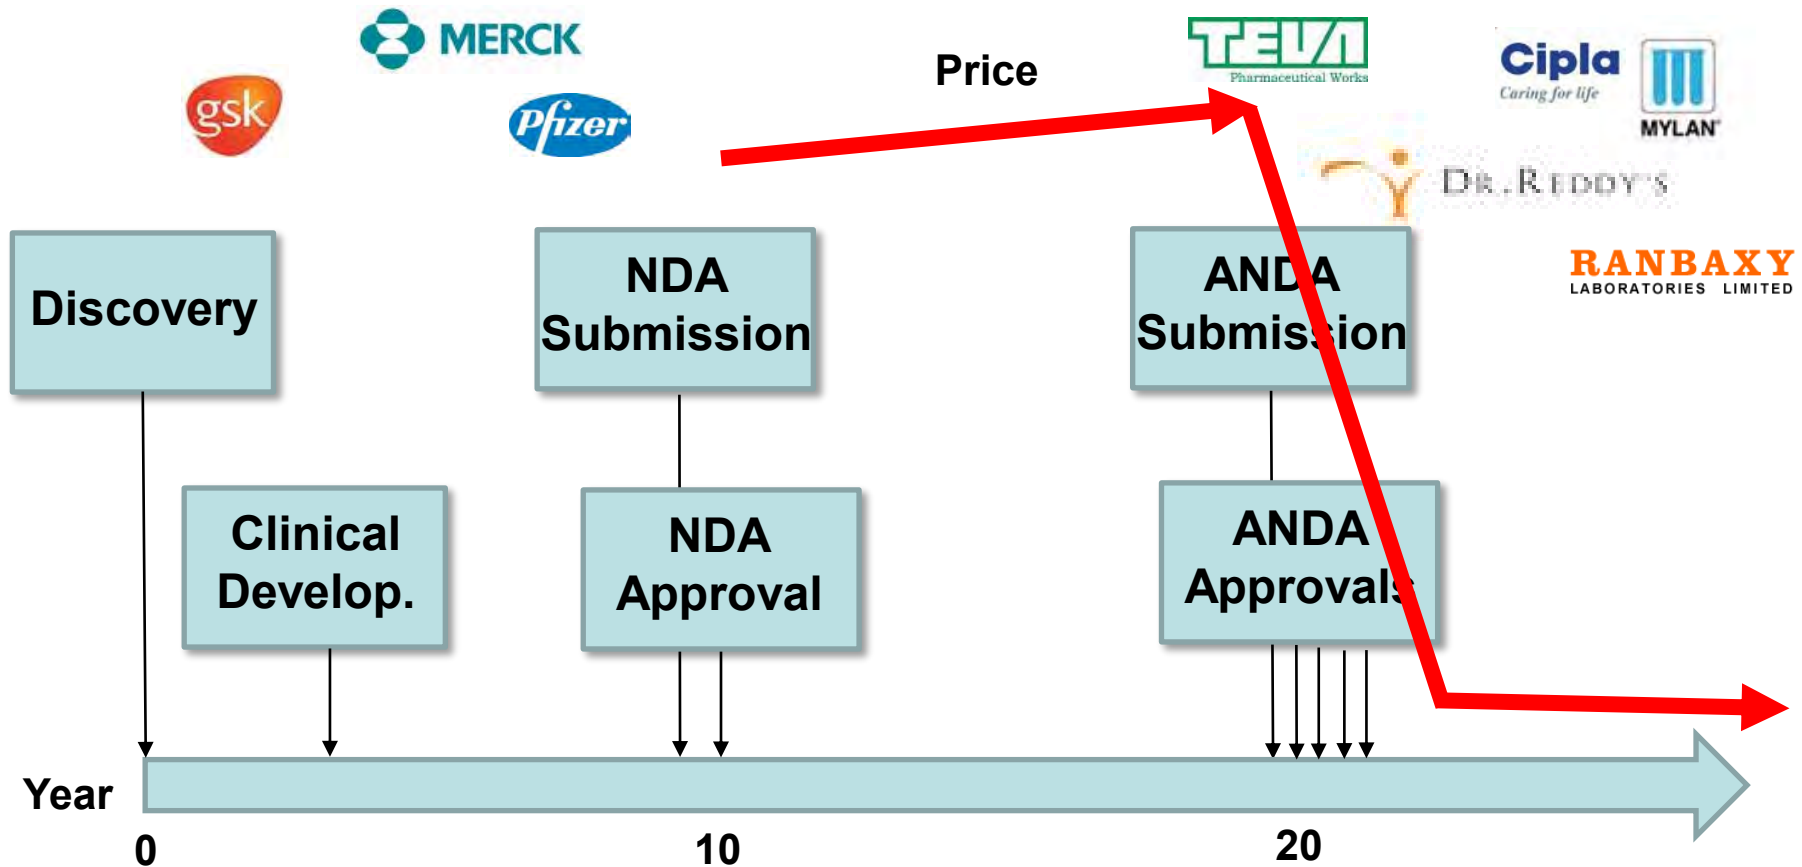 MERCK
gsk
Pfizer
Price
TEVA
Pharmaceutical Works
Cipla
Caring for life
MYLAN
DR. REDDY'S
RANBAXY
LABORATORIES LIMITED
Discovery
NDA
Submission
ANDA
Submission
Clinical
Develop.
NDA
Approval
ANDA
Approvals
Year
0
10
20